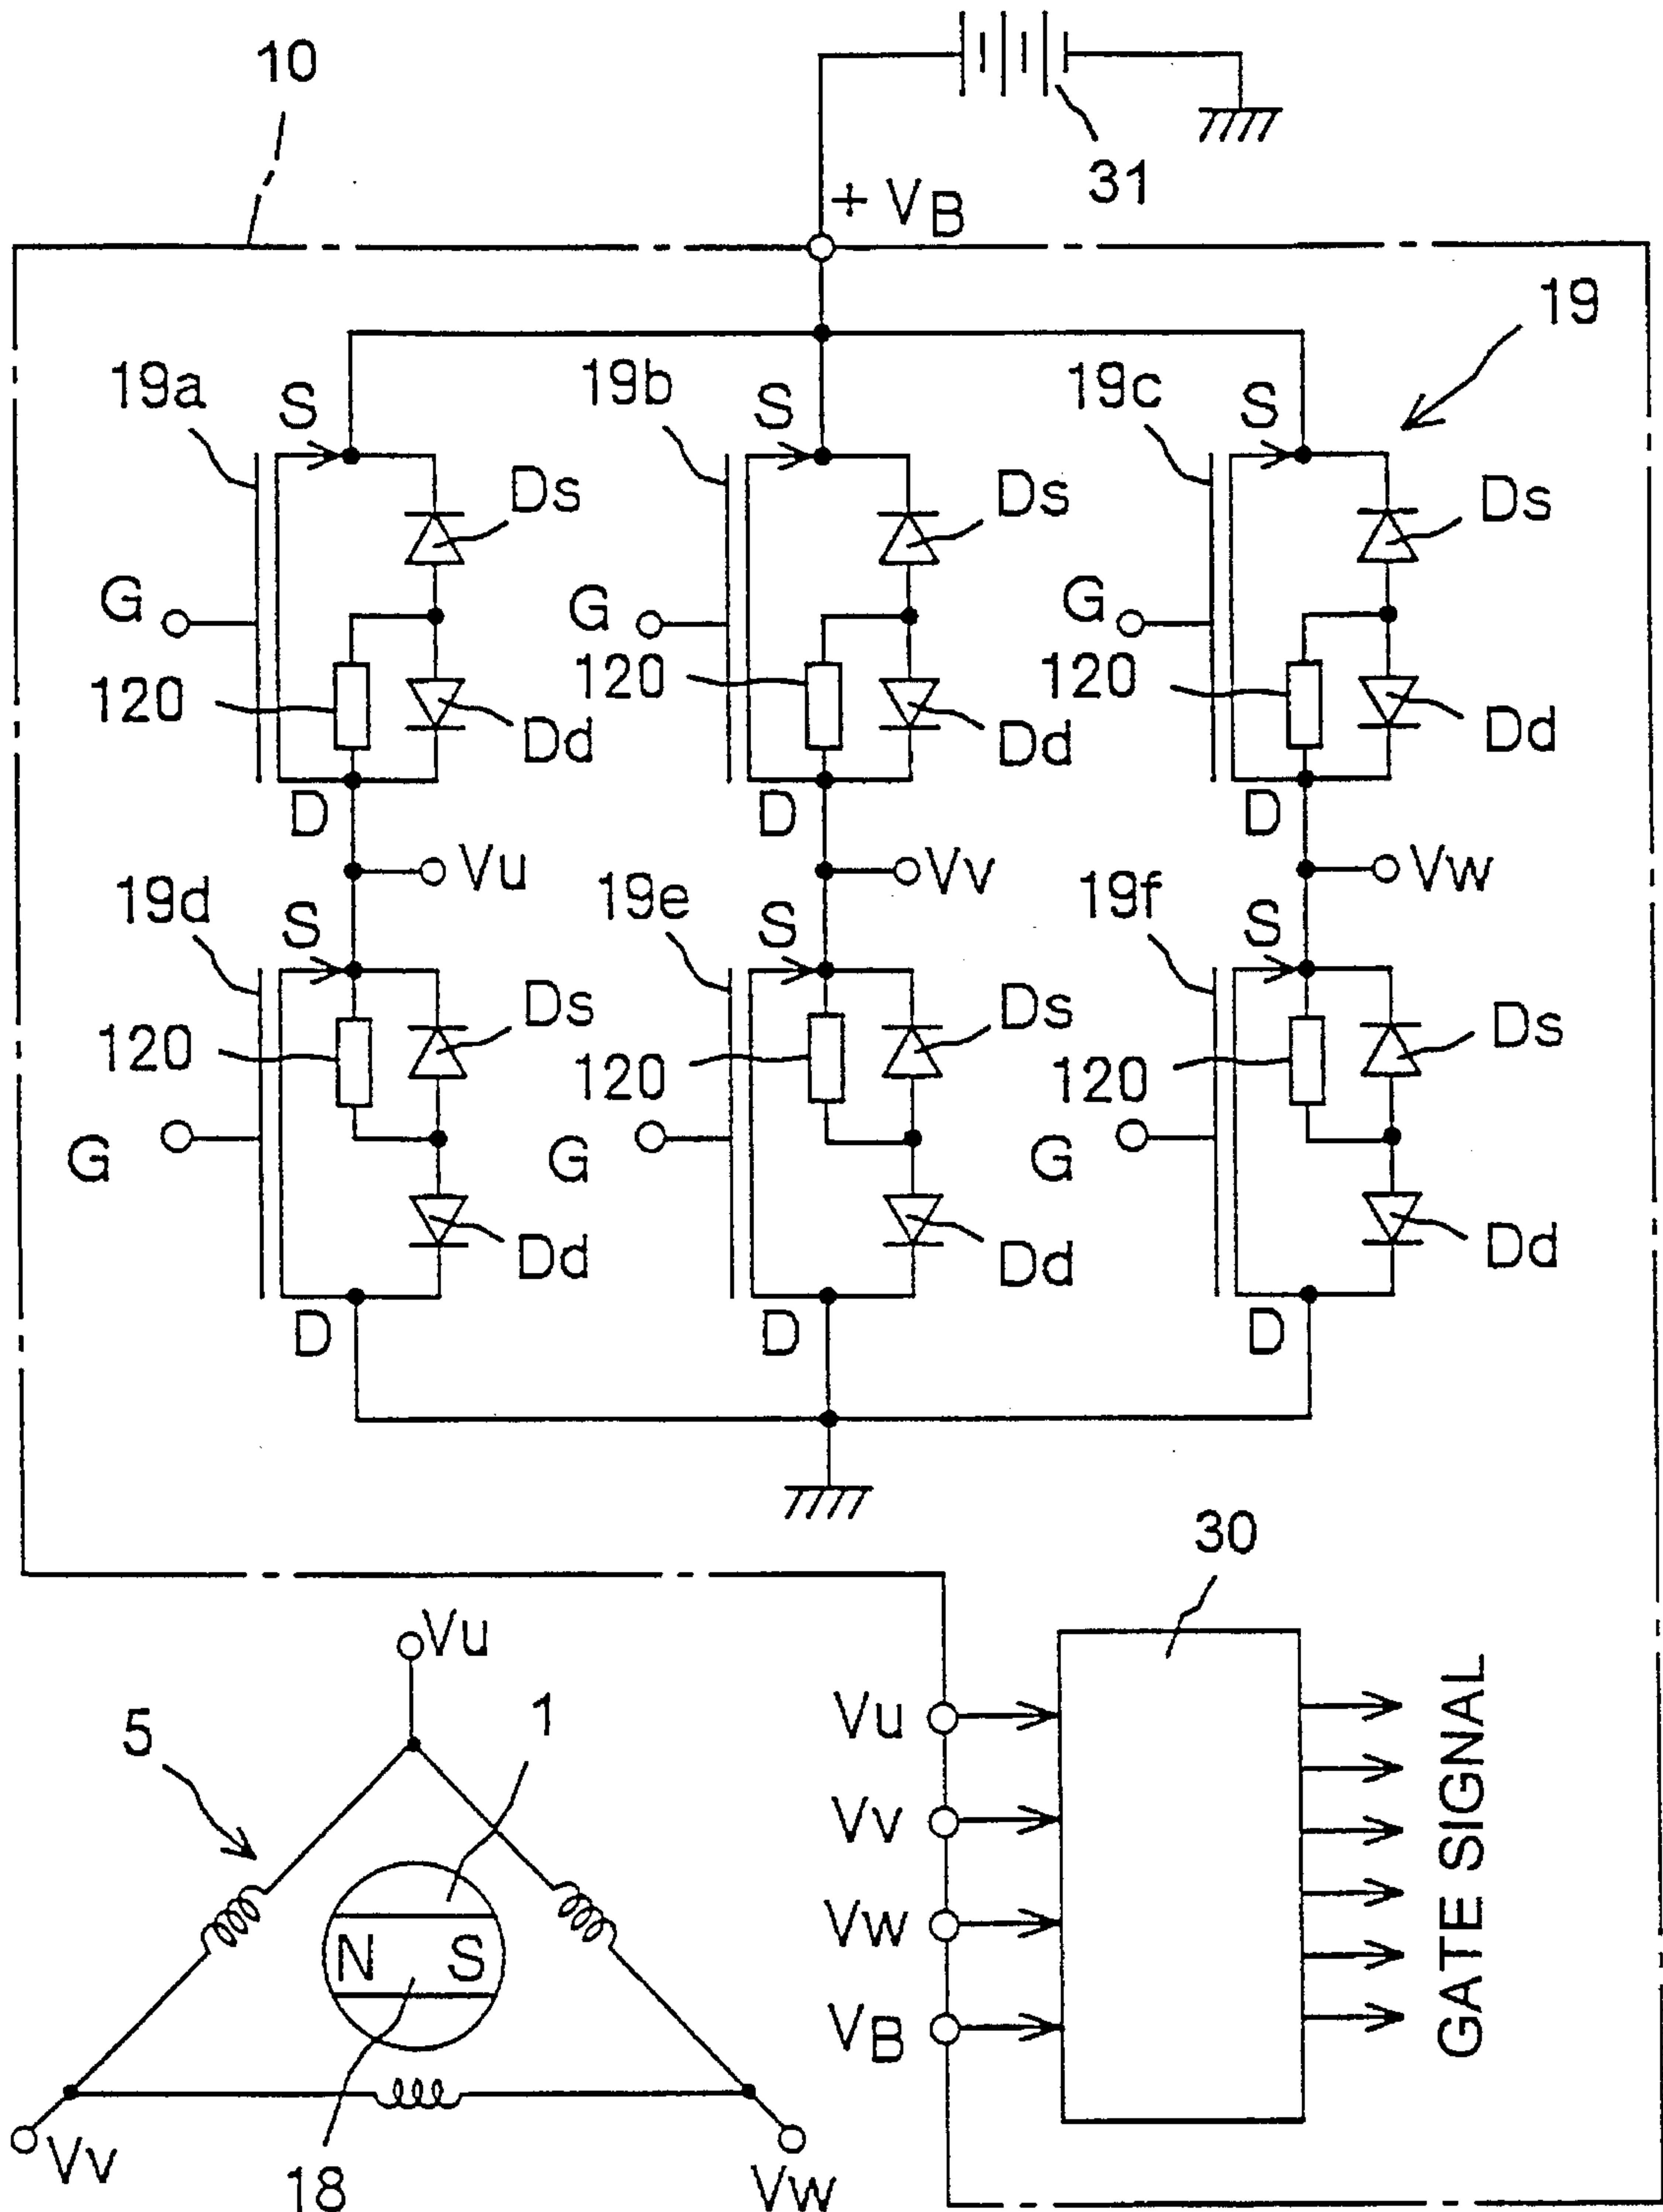 10
31
+ VB
19
19a
S
19b
S
19c
S
Ds
Ds
Ds
G
G
G
120
120
120
Dd
Dd
Dd
D
D
D
Vu
Vv
Vw
19d
S
19e
S
19f
S
Ds
Ds
Ds
120
120
120
G
G
G
Dd
Dd
Dd
D
D
D
30
Vu
5
1
N S
18
Vv
Vw
Vu
Vv
Vw
VB
GATE SIGNAL